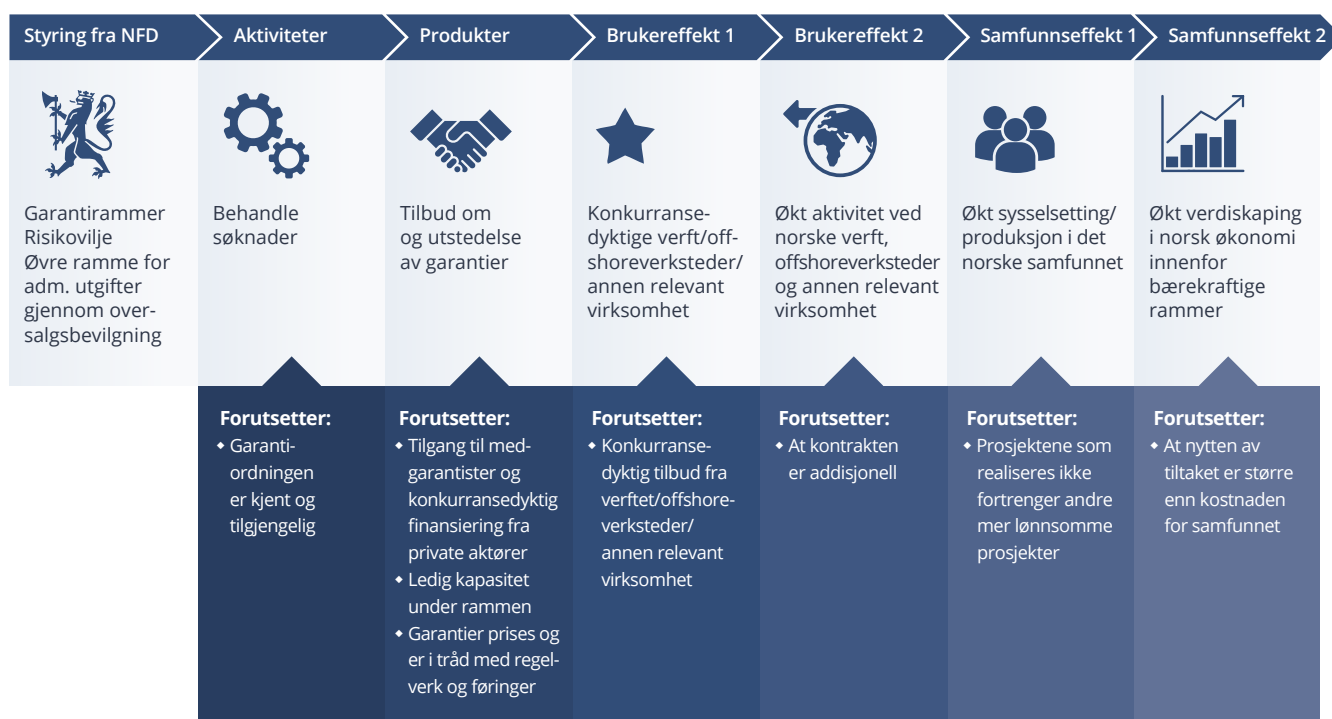 Styring fra NFD
Aktiviteter
Produkter
Brukereffekt 1
Brukereffekt 2
Samfunnseffekt 1
Samfunnseffekt 2
Garantirammer
Risikovilje
Øvre ramme for
adm. utgifter
gjennom over-
salgsbevilgning
Behandle
søknader
Tilbud om
og utstedelse
av garantier
Konkurranse-
dyktige verft/off-
shoreverksteder/
annen relevant
virksomhet
Økt aktivitet ved
norske verft,
offshoreverksteder
og annen relevant
virksomhet
Økt sysselsetting/
produksjon i det
norske samfunnet
Økt verdiskaping
i norsk økonomi
innenfor
bærekraftige
rammer
Forutsetter:
◆ Garanti-
ordningen
er kjent og
tilgjengelig
Forutsetter:
◆ Tilgang til med-
garantister og
konkurransedyktig
finansiering fra
private aktører
◆ Ledig kapasitet
under rammen
◆ Garantier prises og
er i tråd med regel-
verk og føringer
Forutsetter:
◆ Konkurranse-
dyktig tilbud fra
verftet/offshore-
verksteder/
annen relevant
virksomhet
Forutsetter:
◆ At kontrakten
er addisjonell
Forutsetter:
◆ Prosjektene som
realiseres ikke
fortrenger andre
mer lønnsomme
prosjekter
Forutsetter:
◆ At nytten av
tiltaket er større
enn kostnaden
for samfunnet